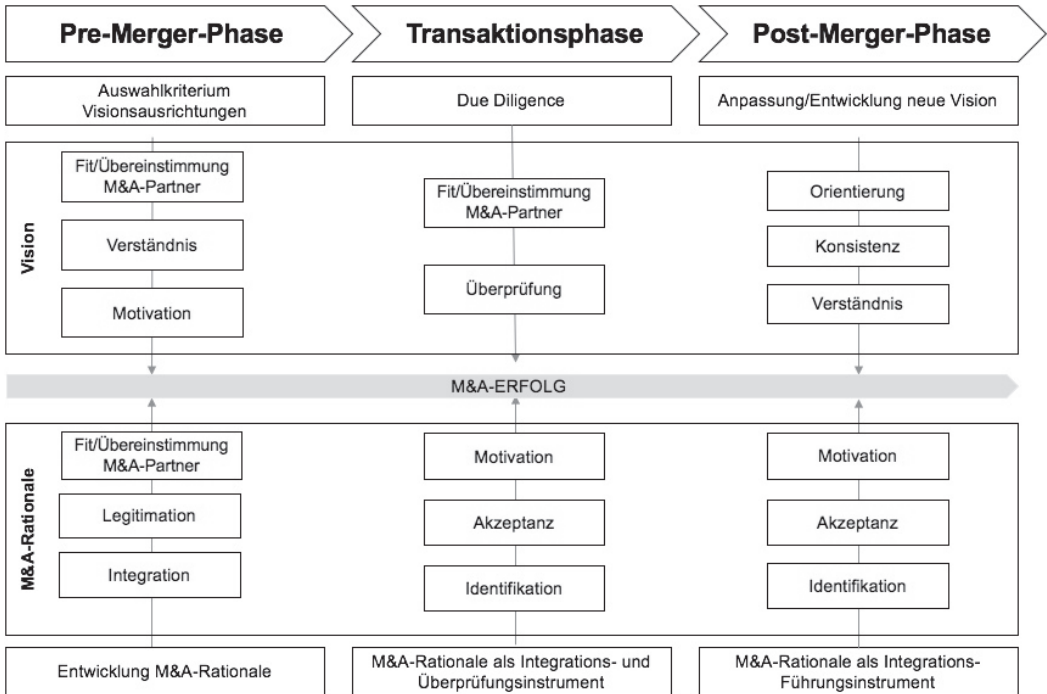 Pre-Merger-Phase
Transaktionsphase
Post-Merger-Phase
Auswahlkriterium
Visionsausrichtungen
Due Diligence
Anpassung/Entwicklung neue Vision
Vision
Fit/Übereinstimmung
M&A-Partner
Verständnis
Motivation
Fit/Übereinstimmung
M&A-Partner
Überprüfung
Orientierung
Konsistenz
Verständnis
M&A-ERFOLG
M&A-Rationale
Fit/Übereinstimmung
M&A-Partner
Legitimation
Integration
Motivation
Akzeptanz
Identifikation
Motivation
Akzeptanz
Identifikation
Entwicklung M&A-Rationale
M&A-Rationale als Integrations- und
Überprüfungsinstrument
M&A-Rationale als Integrations-
Führungsinstrument